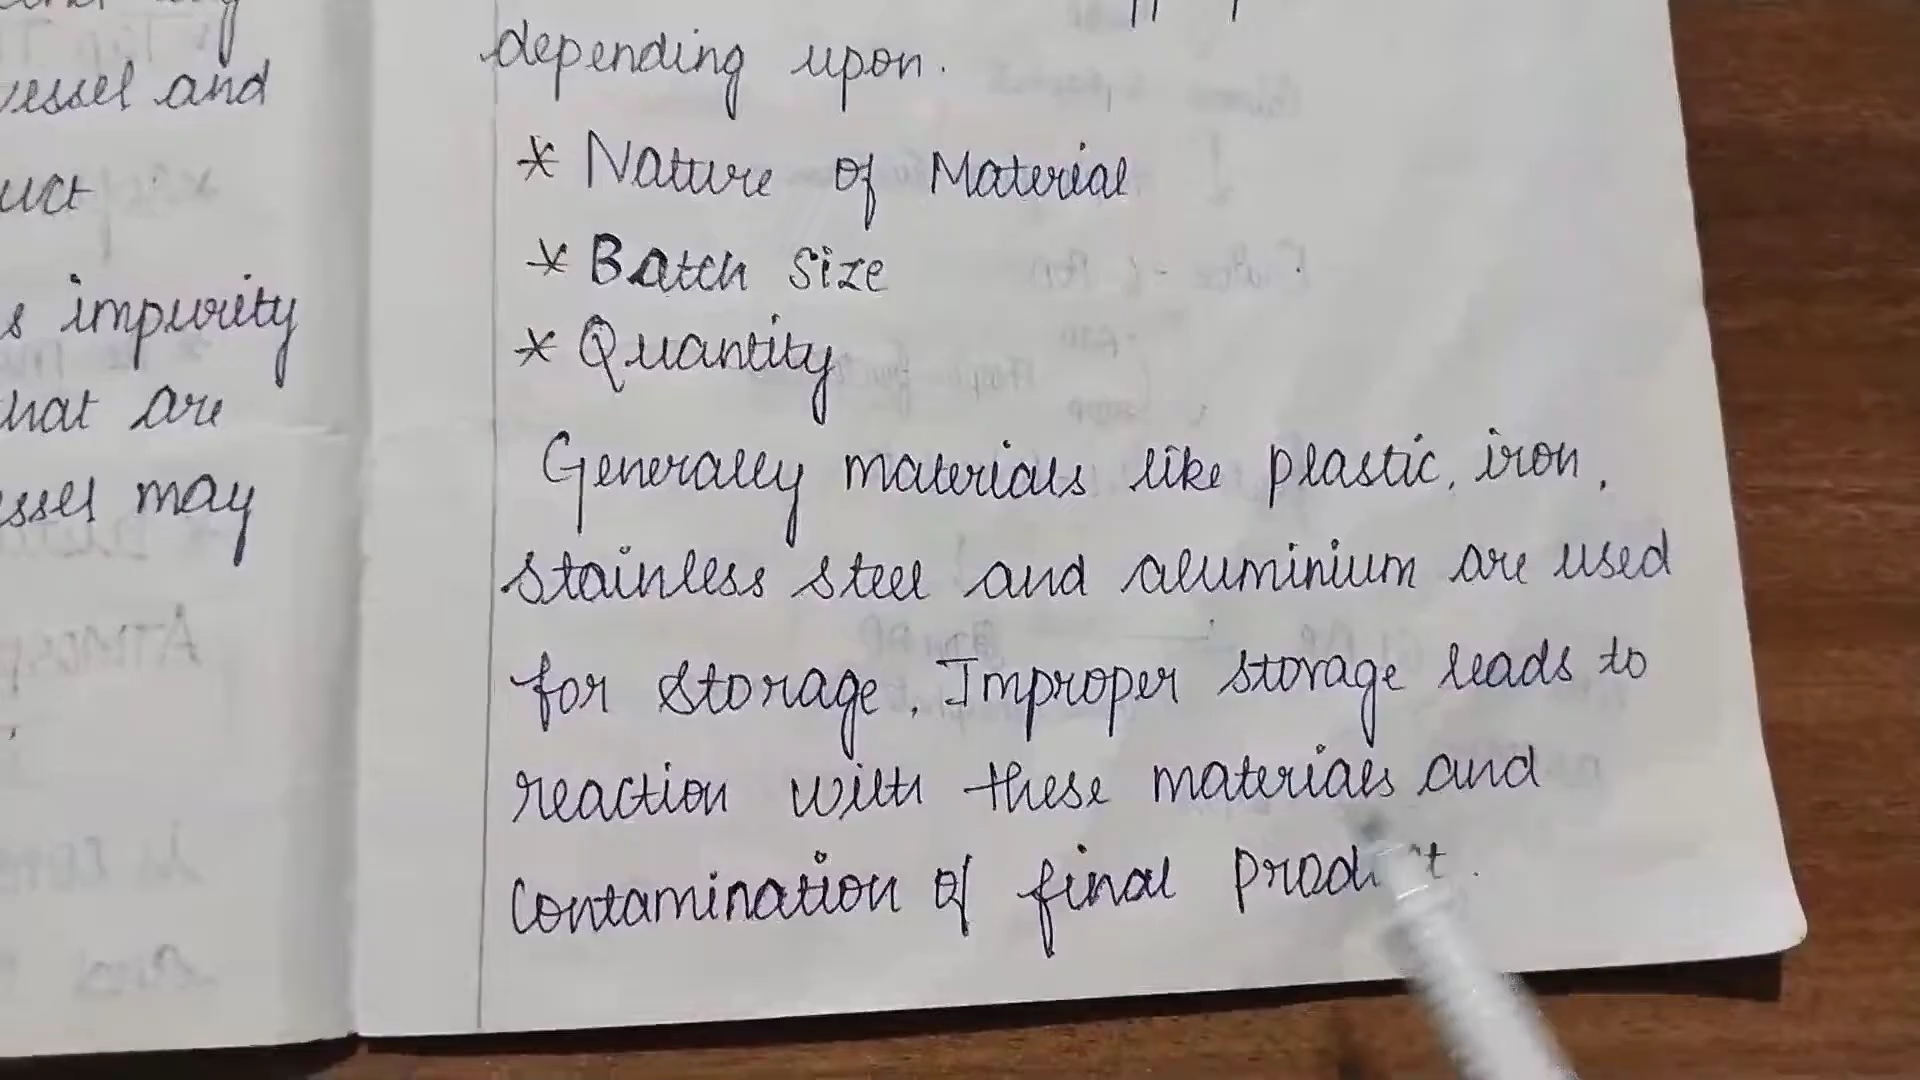 vessel and
uct
s impurity
hat are
ssel may
depending upon.
* Nature of Material
* Batch Size
* Quantity
Generally materials like plastic, iron,
stainless steel and aluminium are used
for storage. Improper storage leads to
reaction with these materials and
contamination of final product.